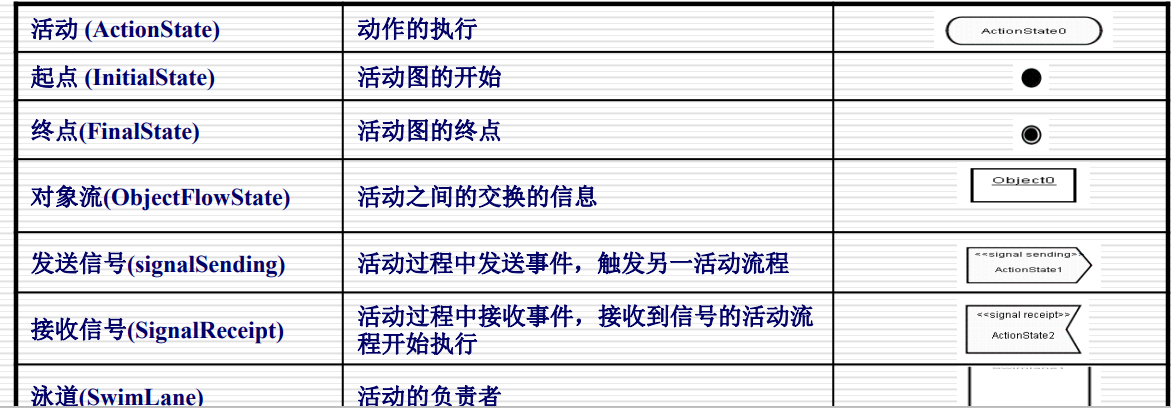 活动 (ActionState)
动作的执行
ActionState0
起点 (InitialState)
活动图的开始
终点(FinalState)
活动图的终点
对象流(ObjectFlowState)
活动之间的交换的信息
Object0
发送信号(signalSending)
活动过程中发送事件，触发另一活动流程
<<signal sending>>
ActionState1
接收信号(SignalReceipt)
活动过程中接收事件，接收到信号的活动流
程开始执行
<<signal receipt>>
ActionState2
泳道(SwimLane)
活动的负责者